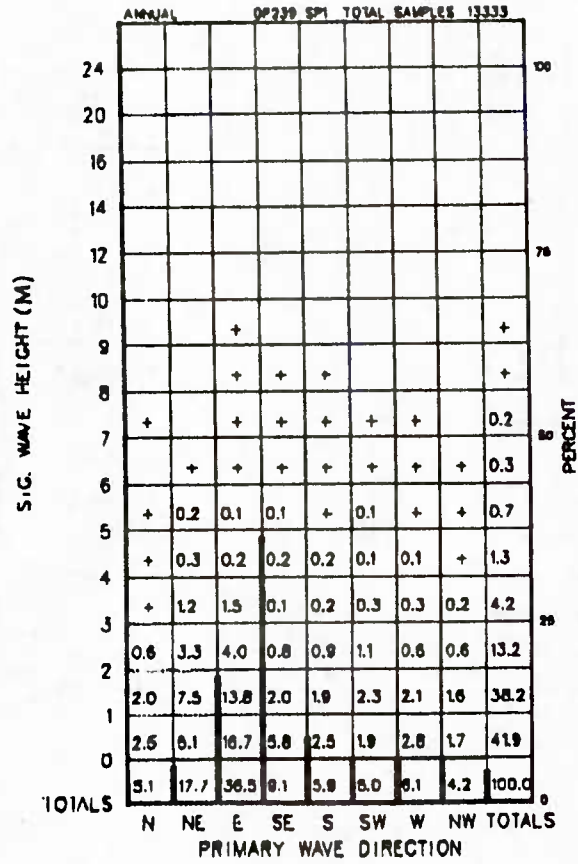 ANNUAL OP239 SP1 TOTAL SAMPLES 13333
24 100
20
16
14
12 75
10
+ +
9
+ + + +
8
+ + + + + + 0.2
7 50
+ + + + + + + 0.3
6
+ 0.2 0.1 0.1 + 0.1 + + 0.7
5
+ 0.3 0.2 0.2 0.2 0.1 0.1 + 1.3
4
+ 1.2 1.5 0.1 0.2 0.3 0.3 0.2 4.2
3 25
0.6 3.3 4.0 0.8 0.9 1.1 0.6 0.6 13.2
2
2.0 7.5 13.8 2.0 1.9 2.3 2.1 1.6 38.2
1
2.5 5.1 16.7 5.8 2.5 1.9 2.8 1.7 41.9
0
5.1 17.7 36.5 9.1 5.9 6.0 6.1 4.2 100.0
TOTALS 0
N NE E SE S SW W NW TOTALS
PRIMARY WAVE DIRECTION
SIG. WAVE HEIGHT (M)
PERCENT